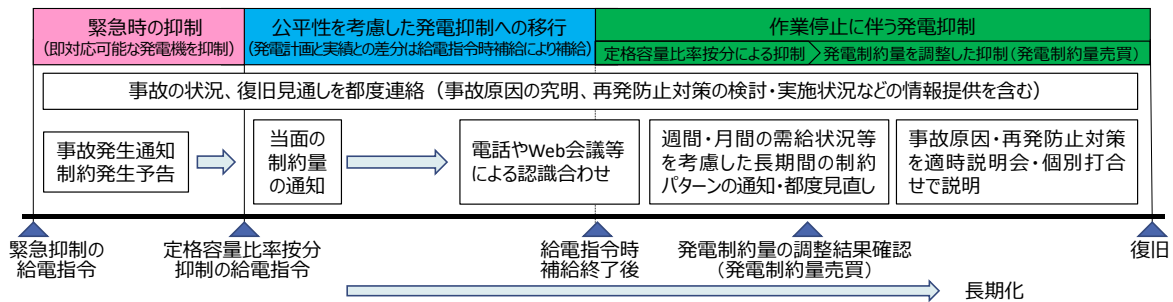 緊急時の抑制
(即対応可能な発電機を抑制)
公平性を考慮した発電抑制への移行
(発電計画と実績との差分は給電指令時補給により補給)
作業停止に伴う発電抑制
定格容量比率按分による抑制
発電制約量を調整した抑制(発電制約量売買)
事故の状況、復旧見通しを都度連絡（事故原因の究明、再発防止対策の検討・実施状況などの情報提供を含む）
事故発生通知
制約発生予告
当面の
制約量
の通知
電話やWeb会議等
による認識合わせ
週間・月間の需給状況等
を考慮した長期間の制約
パターンの通知・都度見直し
事故原因・再発防止対策
を適時説明会・個別打合
せで説明
緊急抑制の
給電指令
定格容量比率按分
抑制の給電指令
給電指令時
補給終了後
発電制約量の調整結果確認
（発電制約量売買）
復旧
長期化